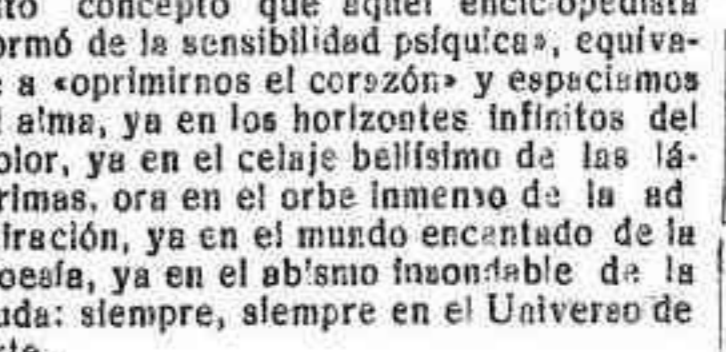 concepto que aquel enciclopedista
ormó de la sensibilidad psíquica», equiva-
e a «oprimirnos el corazón» y espaciamos
l alma, ya en los horizontes infinitos del
olor, ya en el celaje bellísimo de las lá-
rimas, ora en el orbe inmenso de la ad
iración, ya en el mundo encantado de la
oesía, ya en el abismo insondable de la
uda: siempre, siempre en el Universo de